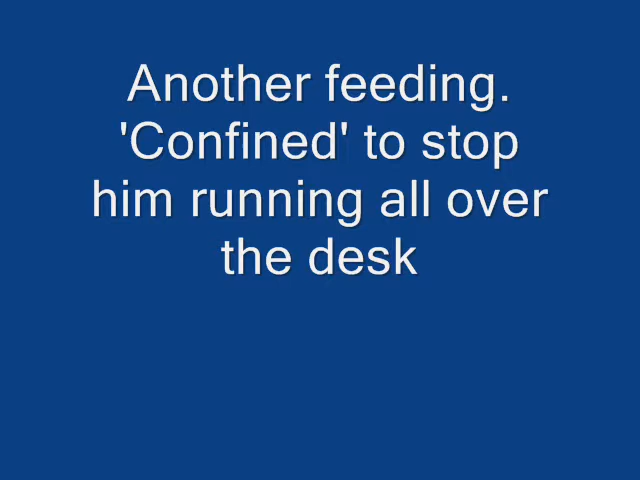 Another feeding.
'Confined' to stop
him running all over
the desk